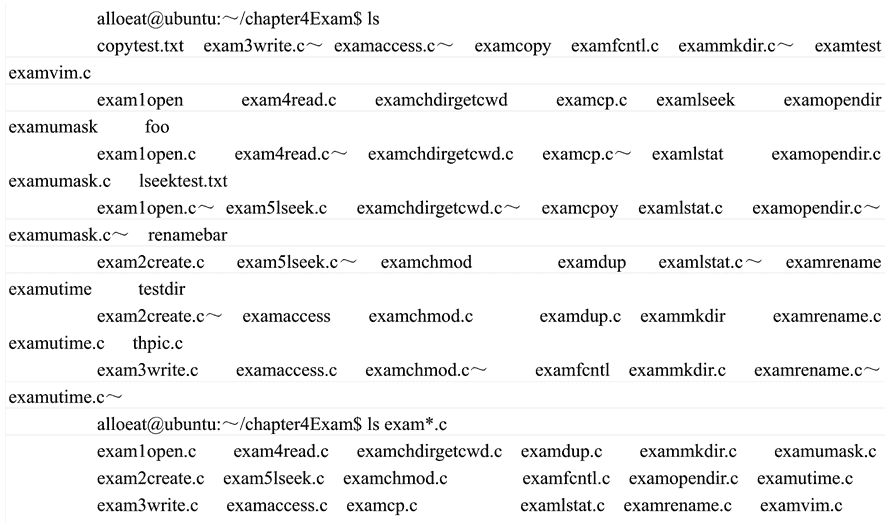 alloeat@ubuntu:～/chapter4Exam$ ls
copytest.txt exam3write.c～ examaccess.c～ examcopy examfcntl.c exammkdir.c～ examtest
examvim.c
exam1open exam4read.c examchdirgetcwd examcp.c examlseek examopendir
examumask foo
exam1open.c exam4read.c～ examchdirgetcwd.c examcp.c～ examlstat examopendir.c
examumask.c lseektest.txt
exam1open.c～ exam5lseek.c examchdirgetcwd.c～ examcpoy examlstat.c examopendir.c～
examumask.c～ renamebar
exam2create.c exam5lseek.c～ examchmod examdup examlstat.c～ examrename
examutime testdir
exam2create.c～ examaccess examchmod.c examdup.c exammkdir examrename.c
examutime.c thpic.c
exam3write.c examaccess.c examchmod.c～ examfcntl exammkdir.c examrename.c～
examutime.c～
alloeat@ubuntu:～/chapter4Exam$ ls exam*.c
exam1open.c exam4read.c examchdirgetcwd.c examdup.c exammkdir.c examumask.c
exam2create.c exam5lseek.c examchmod.c examfcntl.c examopendir.c examutime.c
exam3write.c examaccess.c examcp.c examlstat.c examrename.c examvim.c